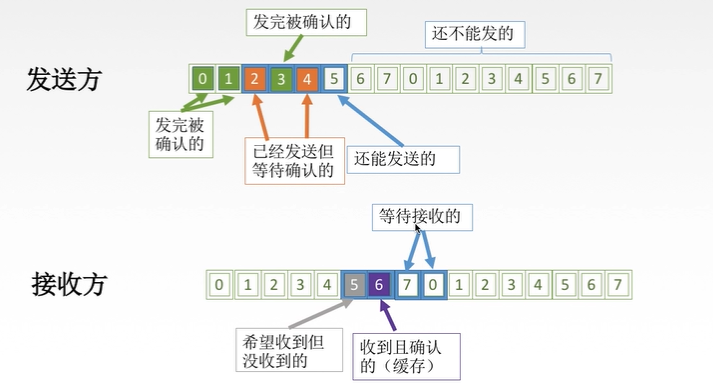 发完被确认的
还不能发的
发送方
0 1 2 3 4 5 6 7 0 1 2 3 4 5 6 7
发完被
确认的
已经发送但
等待确认的
还能发送的
等待接收的
接收方
0 1 2 3 4 5 6 7 0 1 2 3 4 5 6 7
希望收到但
没收到的
收到且确认
的（缓存）